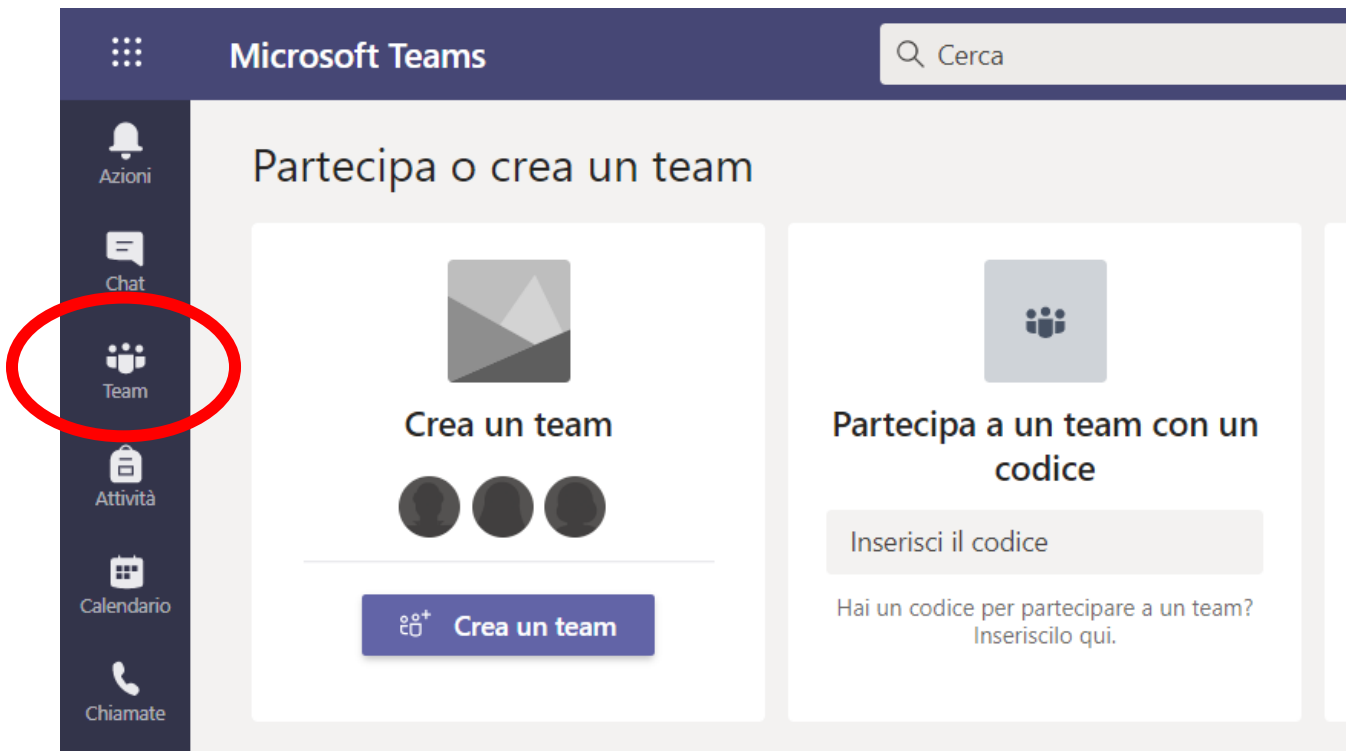 Microsoft Teams
Cerca
Azioni
Chat
Team
Attività
Calendario
Chiamate
Partecipa o crea un team
Crea un team
Crea un team
Partecipa a un team con un
codice
Inserisci il codice
Hai un codice per partecipare a un team?
Inseriscilo qui.